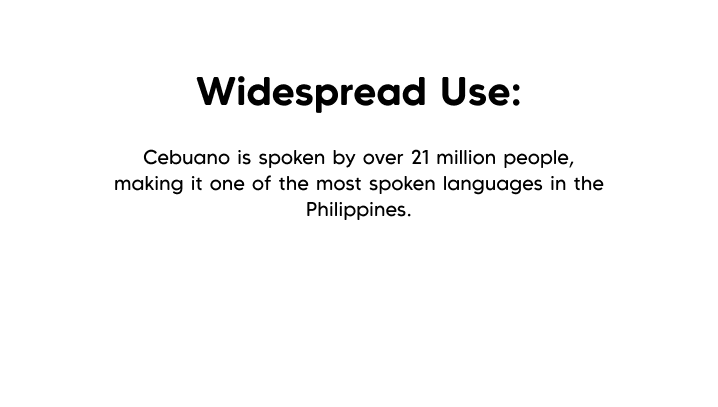 Widespread Use:
Cebuano is spoken by over 21 million people,
making it one of the most spoken languages in the
Philippines.